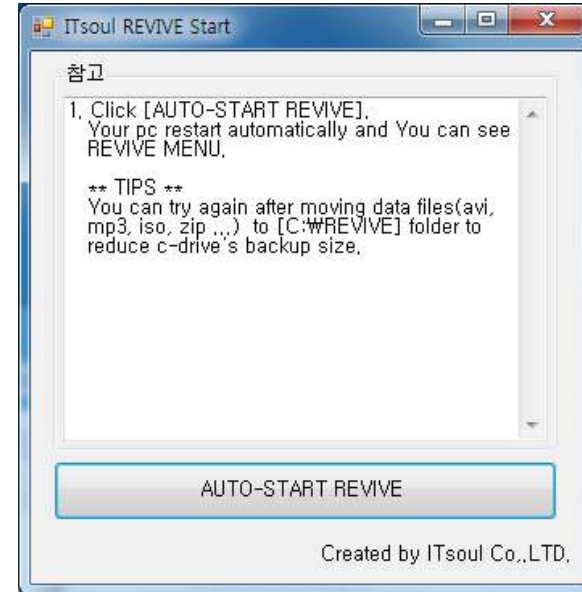 ITsoul REVIVE Start
참고
1, Click [AUTO-START REVIVE],
Your pc restart automatically and You can see
REVIVE MENU,
** TIPS **
You can try again after moving data files(avi,
mp3, iso, zip ,,,) to [C:₩REVIVE] folder to
reduce c-drive's backup size,
AUTO-START REVIVE
Created by ITsoul Co,,LTD,